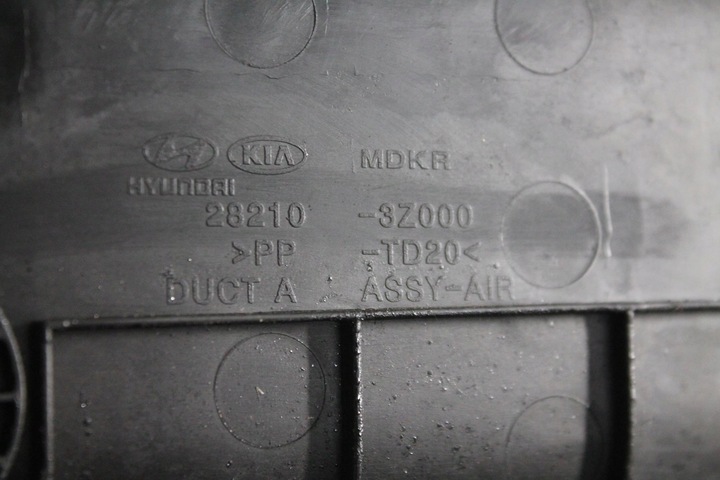 KIA MDKR
HYUNDAI
28210 -3Z000
>PP -TD20<
DUCT A ASSY-AIR